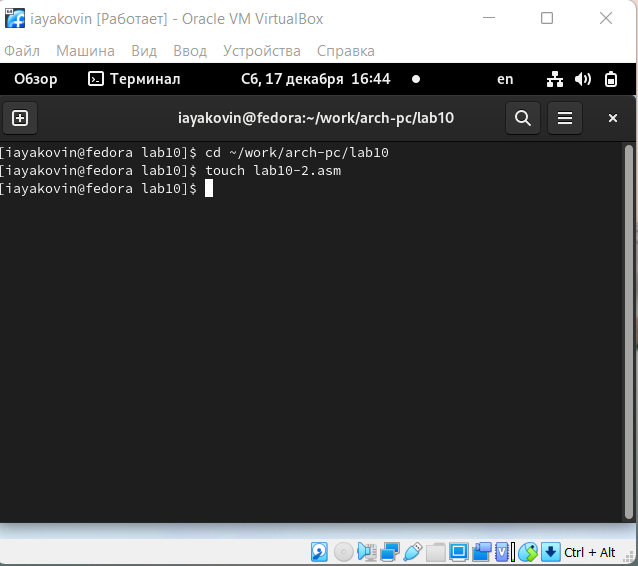 iayakovin [Работает] - Oracle VM VirtualBox
Файл Машина Вид Ввод Устройства Справка
Обзор Терминал Сб, 17 декабря 16:44 en
iayakovin@fedora:~/work/arch-pc/lab10
[iayakovin@fedora lab10]$ cd ~/work/arch-pc/lab10
[iayakovin@fedora lab10]$ touch lab10-2.asm
[iayakovin@fedora lab10]$
Ctrl + Alt